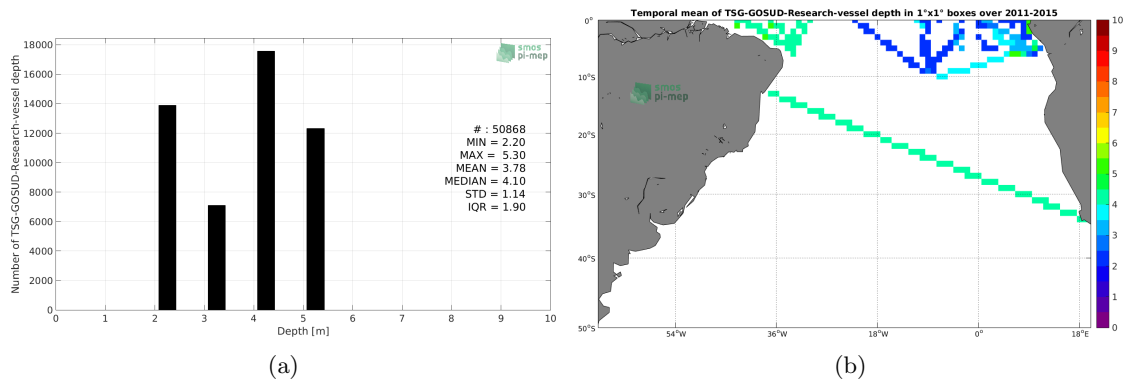 Temporal mean of TSG-GOSUD-Research-vessel depth in 1°x1° boxes over 2011-2015
Number of TSG-GOSUD-Research-vessel depth
18000
16000
14000
12000
10000
8000
6000
4000
2000
0
smos
pi-mep
# : 50868
MIN = 2.20
MAX = 5.30
MEAN = 3.78
MEDIAN = 4.10
STD = 1.14
IQR = 1.90
0 1 2 3 4 5 6 7 8 9 10
Depth [m]
(a)
0°
10°S
20°S
30°S
40°S
50°S
smos
pi-mep
54°W 36°W 18°W 0° 18°E
10
9
8
7
6
5
4
3
2
1
0
(b)